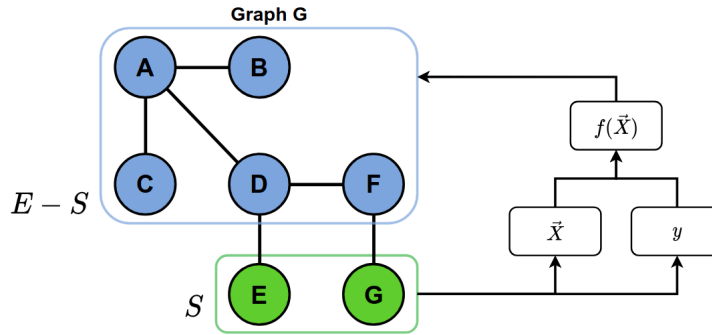 Graph G
A B
f(X⃗)
C D F
E − S
X⃗ y
S E G